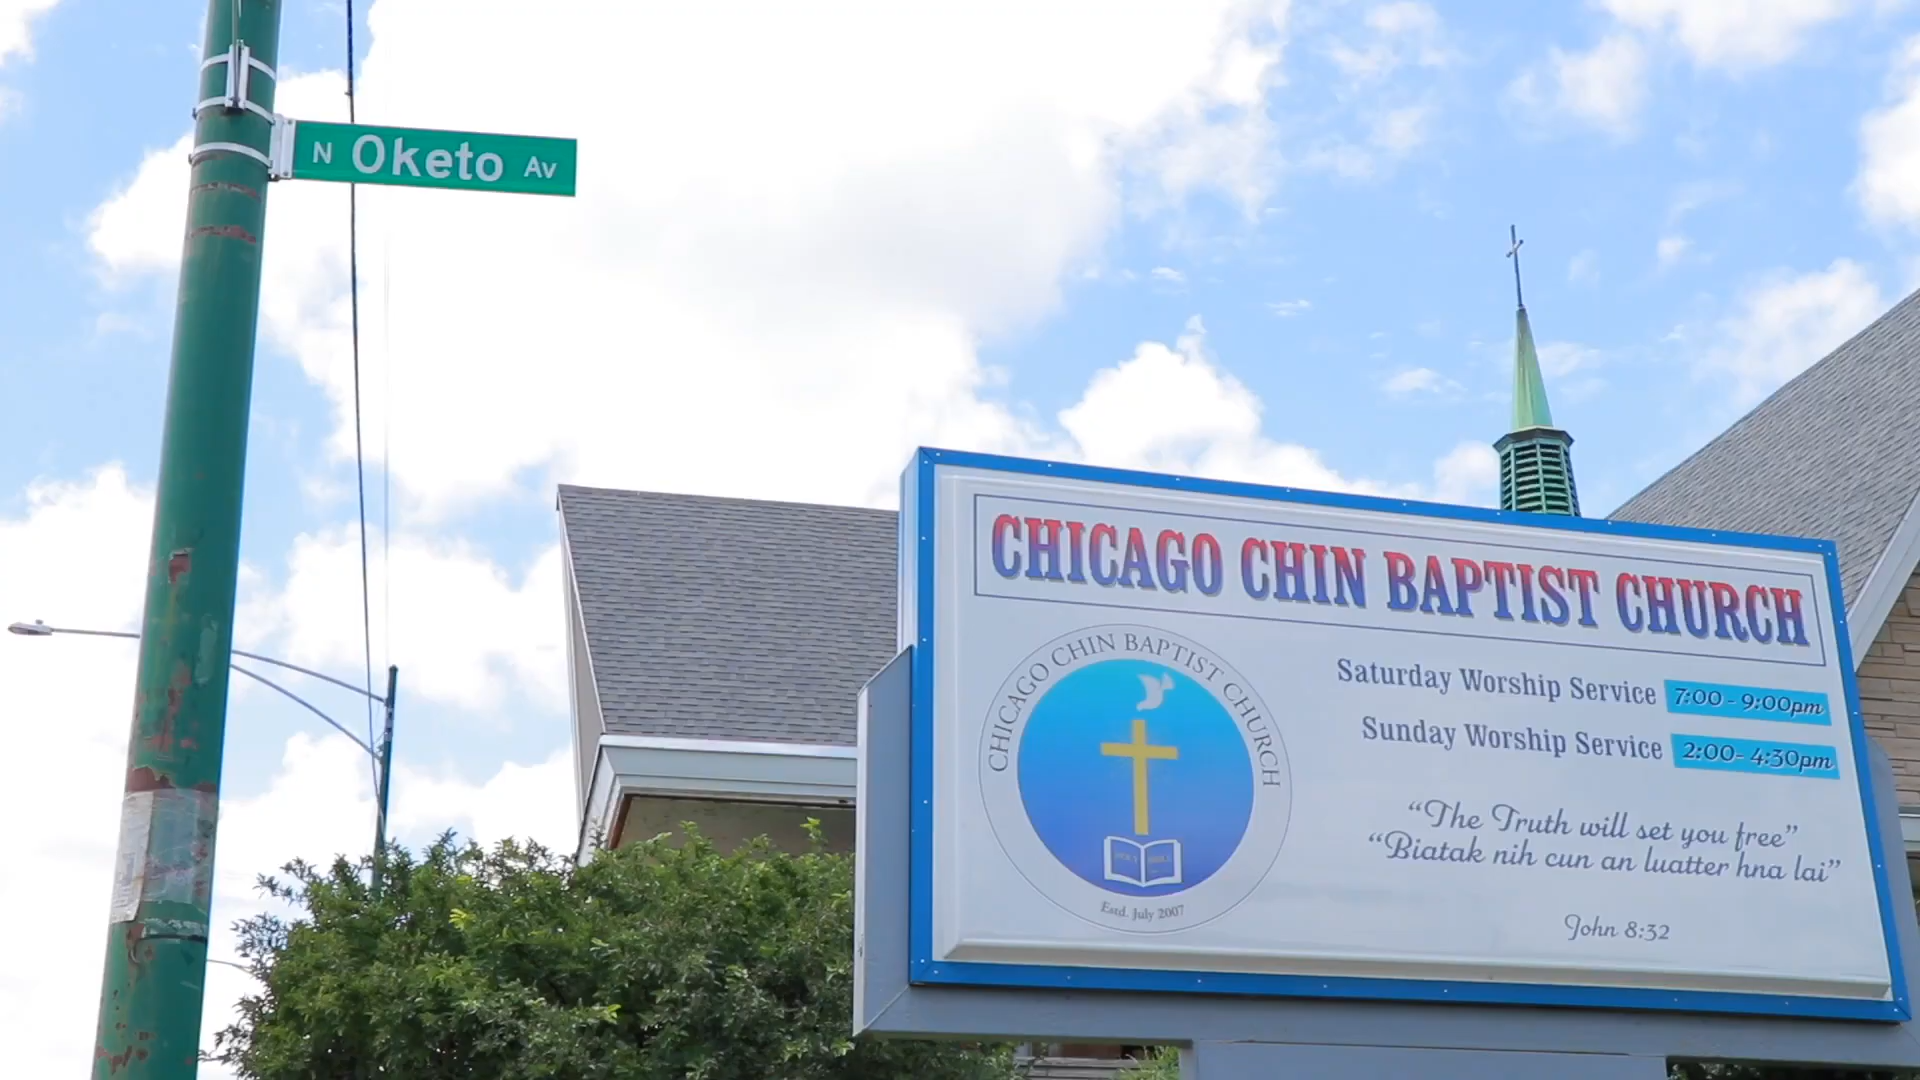 N Oketo Av
CHICAGO CHIN BAPTIST CHURCH
CHICAGO CHIN BAPTIST CHURCH
HOLY BIBLE
Estd. July 2007
Saturday Worship Service 7:00 - 9:00pm
Sunday Worship Service 2:00 - 4:30pm
“The Truth will set you free”
“Biatak nih cun an luatter hna lai”
John 8:32